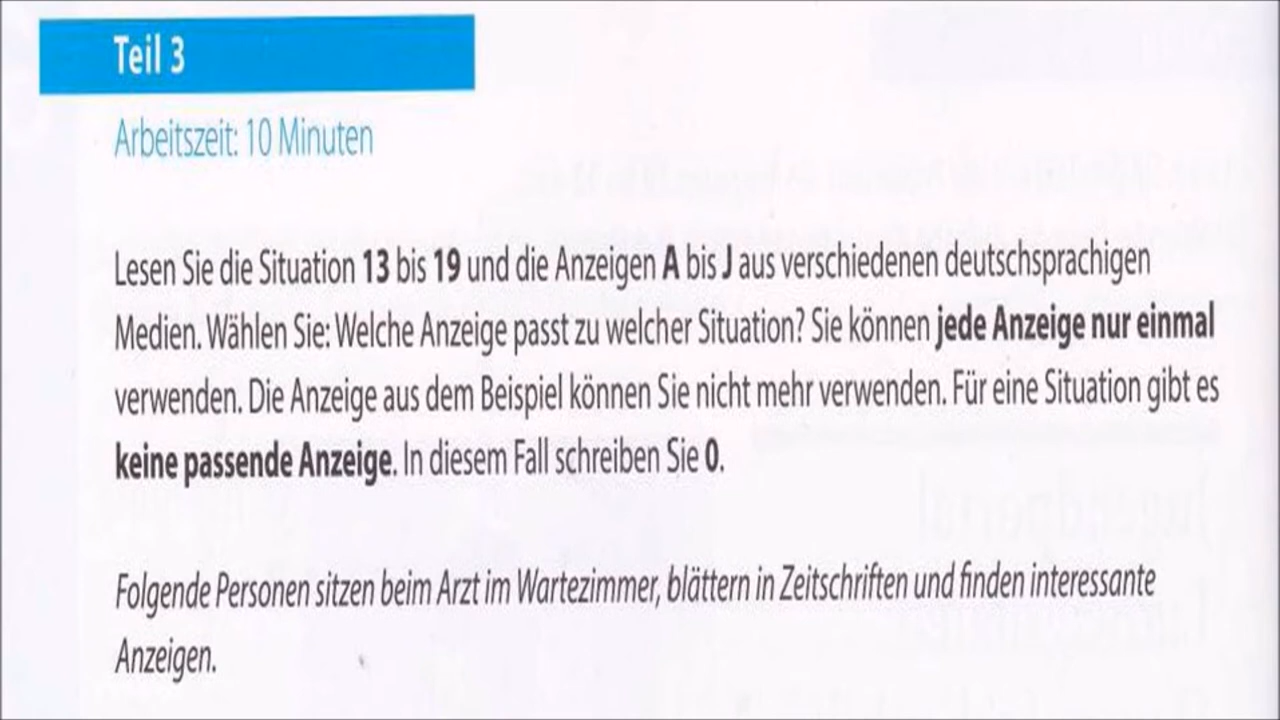 Teil 3
Arbeitszeit: 10 Minuten
Lesen Sie die Situation 13 bis 19 und die Anzeigen A bis J aus verschiedenen deutschsprachigen
Medien. Wählen Sie: Welche Anzeige passt zu welcher Situation? Sie können jede Anzeige nur einmal
verwenden. Die Anzeige aus dem Beispiel können Sie nicht mehr verwenden. Für eine Situation gibt es
keine passende Anzeige. In diesem Fall schreiben Sie 0.
Folgende Personen sitzen beim Arzt im Wartezimmer, blättern in Zeitschriften und finden interessante
Anzeigen.